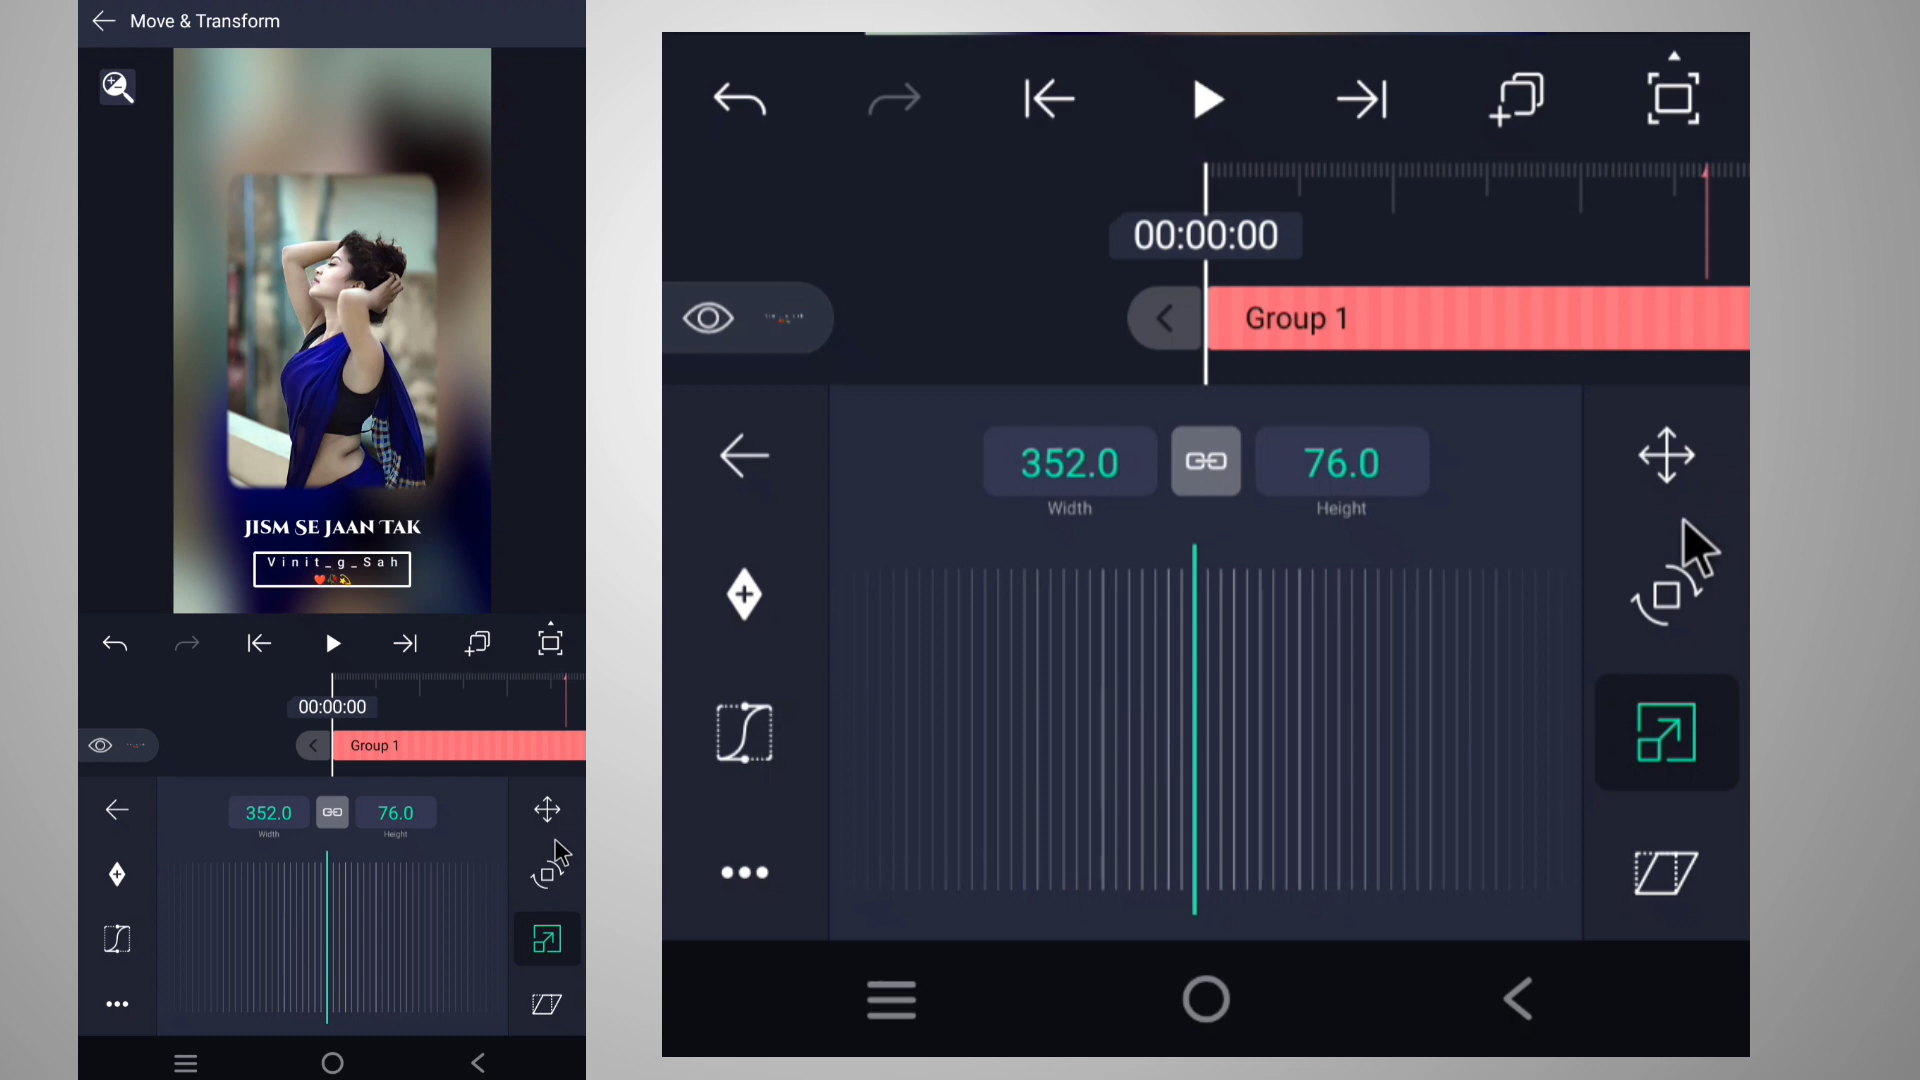 Move & Transform
JISM SE JAAN TAK
Vinit_g_Sah
❤️🥀💫
00:00:00
Group 1
352.0
76.0
Width
Height
00:00:00
Group 1
352.0
76.0
Width
Height